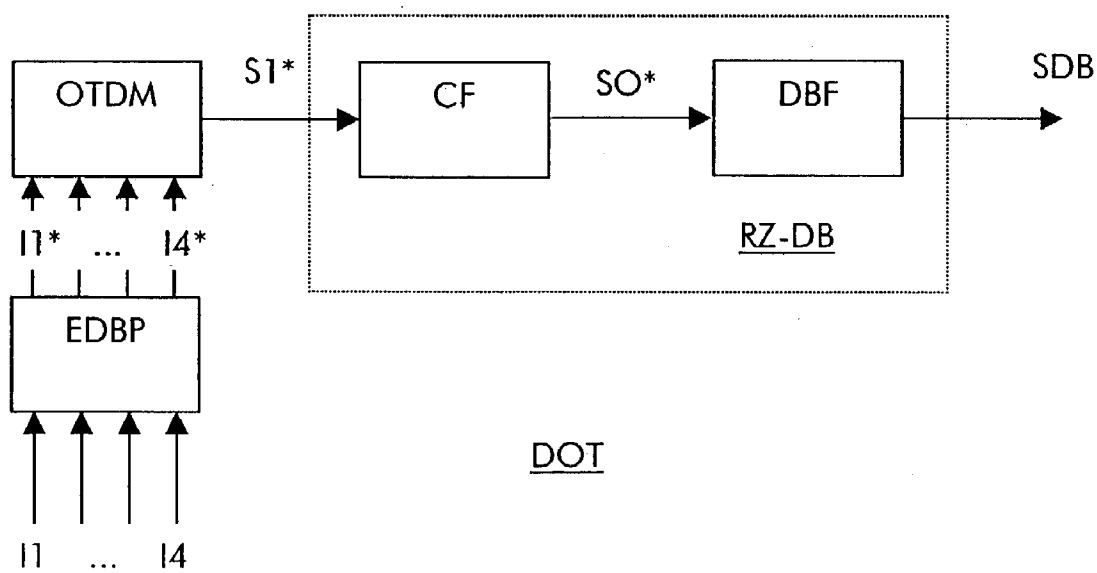 OTDM
S1*
CF
SO*
DBF
SDB
I1* ... I4*
RZ-DB
EDBP
DOT
I1 ... I4